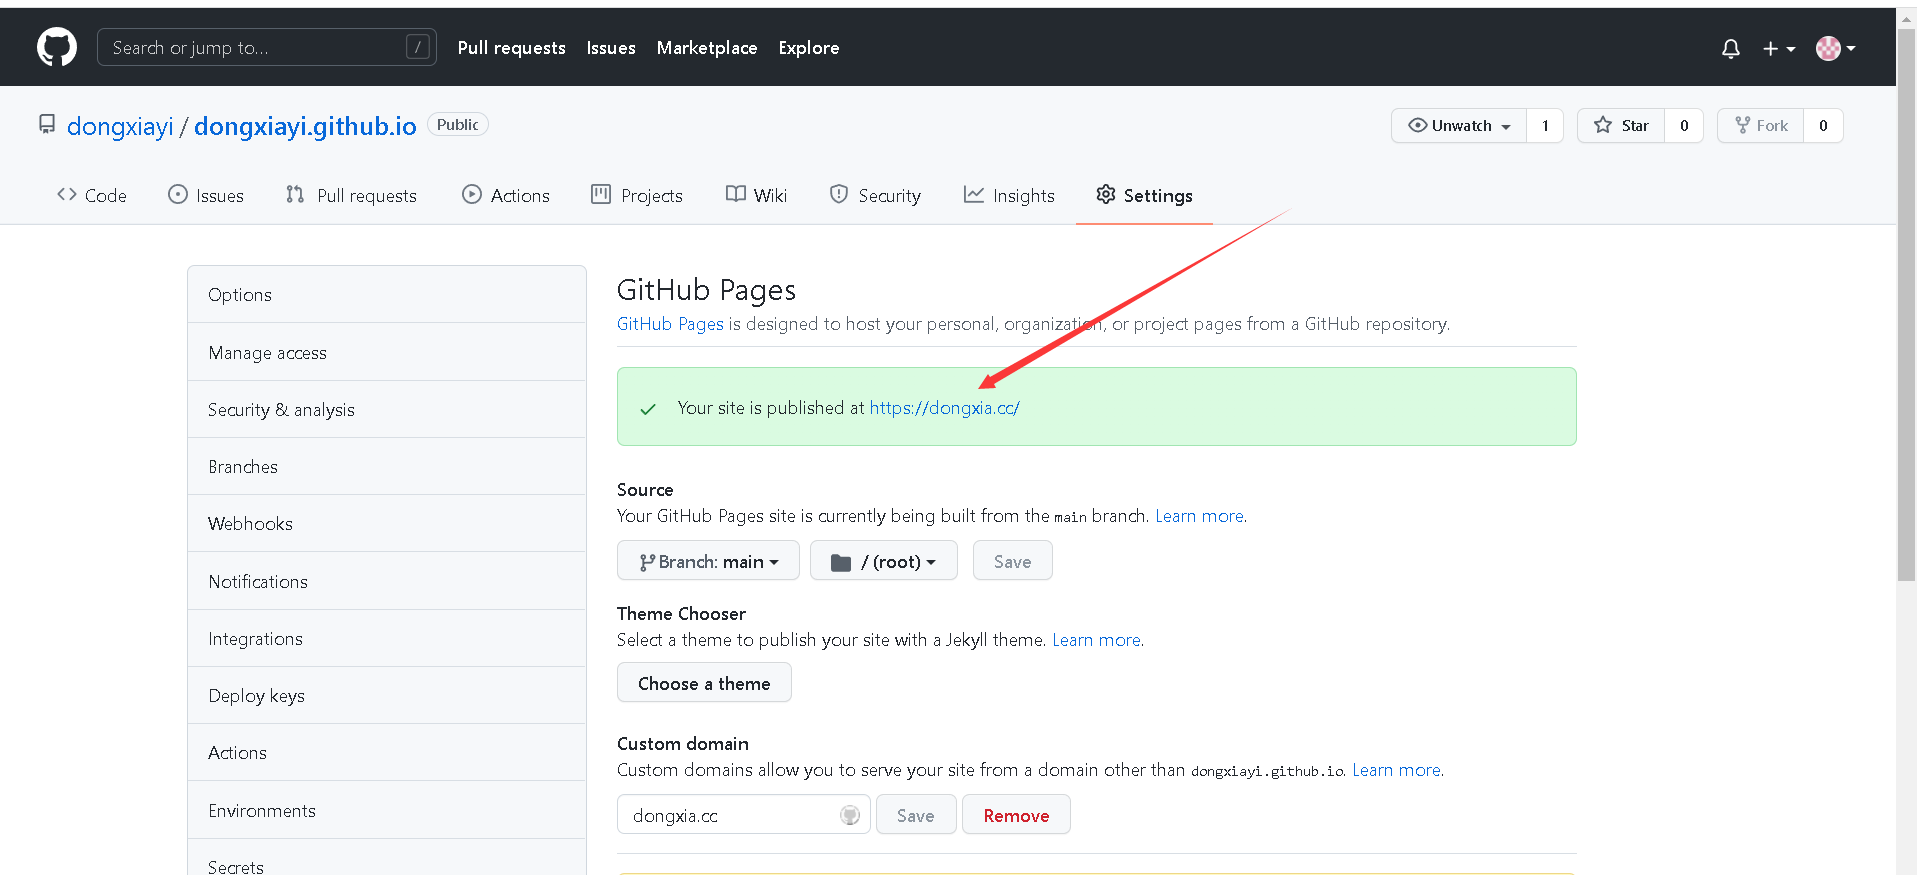 Search or jump to... /
Pull requests Issues Marketplace Explore
dongxiayi / dongxiayi.github.io Public
Unwatch 1 Star 0 Fork 0
Code Issues Pull requests Actions Projects Wiki Security Insights Settings
Options
Manage access
Security & analysis
Branches
Webhooks
Notifications
Integrations
Deploy keys
Actions
Environments
Secrets
GitHub Pages
GitHub Pages is designed to host your personal, organization, or project pages from a GitHub repository.
Your site is published at https://dongxia.cc/
Source
Your GitHub Pages site is currently being built from the main branch. Learn more.
Branch: main / (root) Save
Theme Chooser
Select a theme to publish your site with a Jekyll theme. Learn more.
Choose a theme
Custom domain
Custom domains allow you to serve your site from a domain other than dongxiayi.github.io. Learn more.
dongxia.cc Save Remove